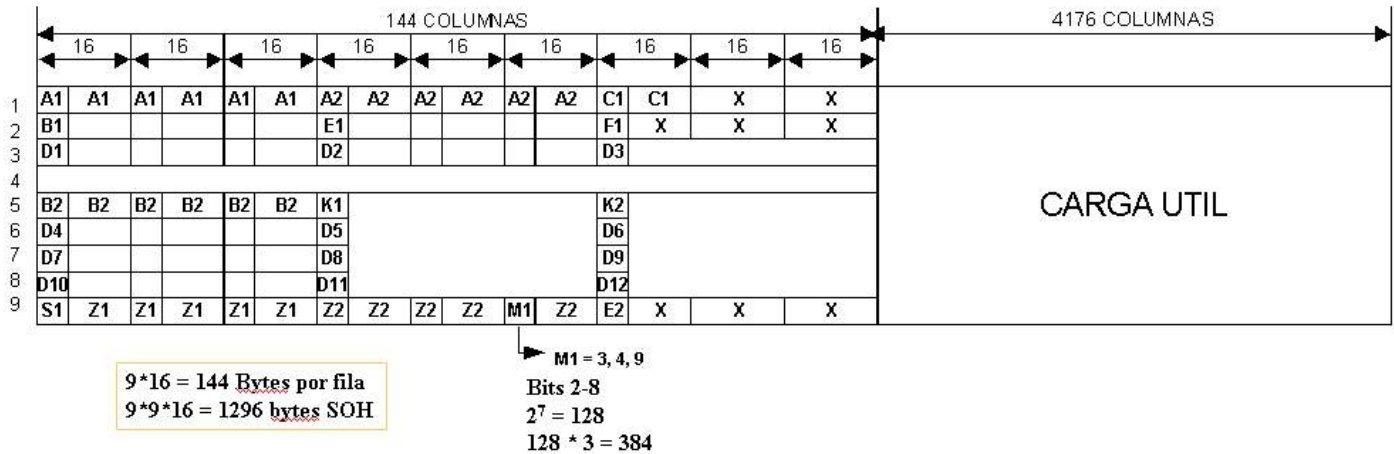 144 COLUMNAS 4176 COLUMNAS
16 16 16 16 16 16 16 16 16
1 A1 A1 A1 A1 A1 A1 A2 A2 A2 A2 A2 A2 C1 C1 X X
2 B1 E1 F1 X X X
3 D1 D2 D3
4
5 B2 B2 B2 B2 B2 B2 K1 K2
6 D4 D5 D6
7 D7 D8 D9
8 D10 D11 D12
9 S1 Z1 Z1 Z1 Z1 Z1 Z2 Z2 Z2 Z2 M1 Z2 E2 X X X
CARGA UTIL
M1 = 3, 4, 9
Bits 2-8
2⁷ = 128
128 * 3 = 384
9*16 = 144 Bytes por fila
9*9*16 = 1296 bytes SOH